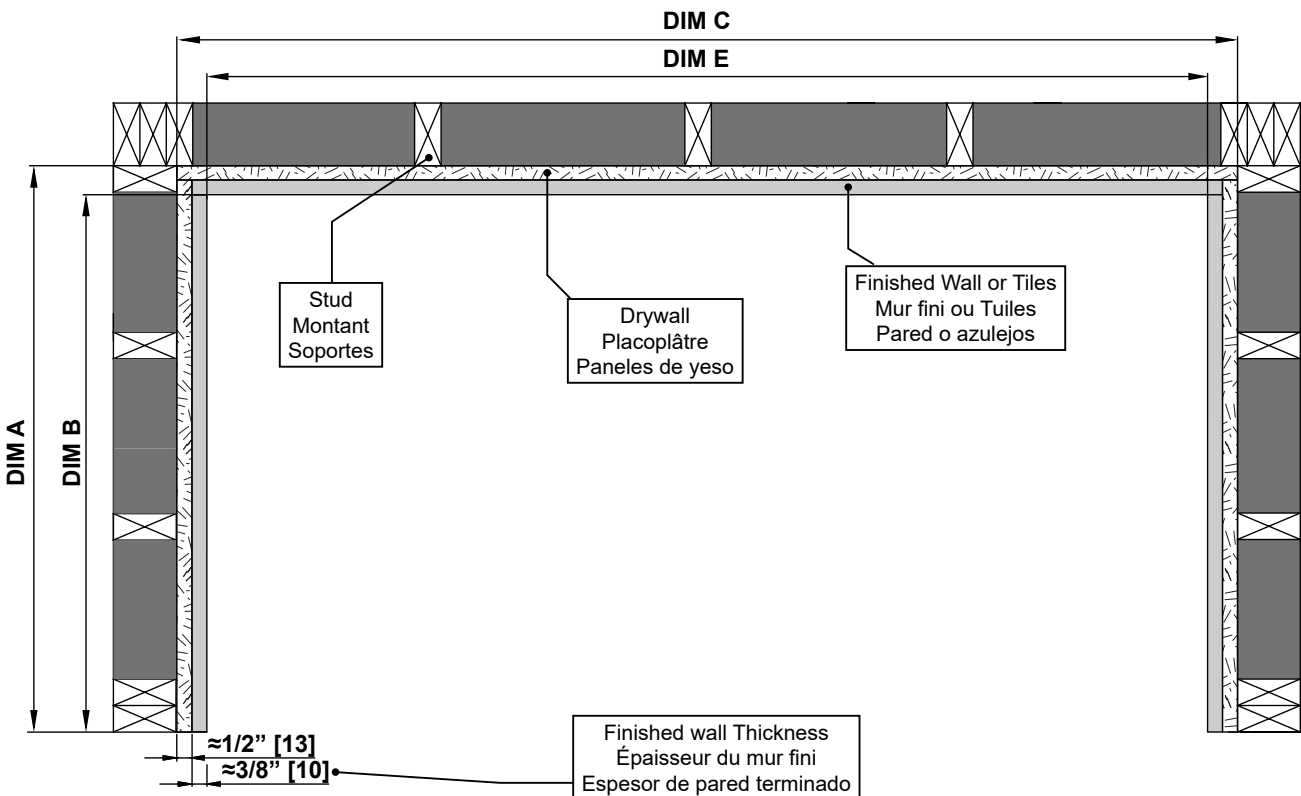 DIM C
DIM E
Stud
Montant
Soportes
Drywall
Placoplâtre
Paneles de yeso
Finished Wall or Tiles
Mur fini ou Tuiles
Pared o azulejos
DIM A
DIM B
≈1/2” [13]
≈3/8” [10]
Finished wall Thickness
Épaisseur du mur fini
Espesor de pared terminado